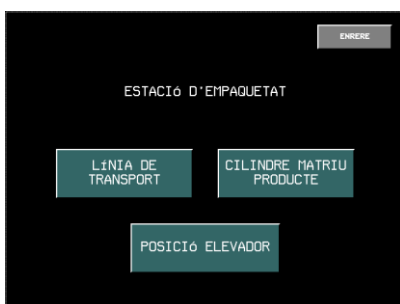 ENRERE
ESTACIó D'EMPAQUETAT
LíNIA DE
TRANSPORT
CILINDRE MATRIU
PRODUCTE
POSICIó ELEVADOR